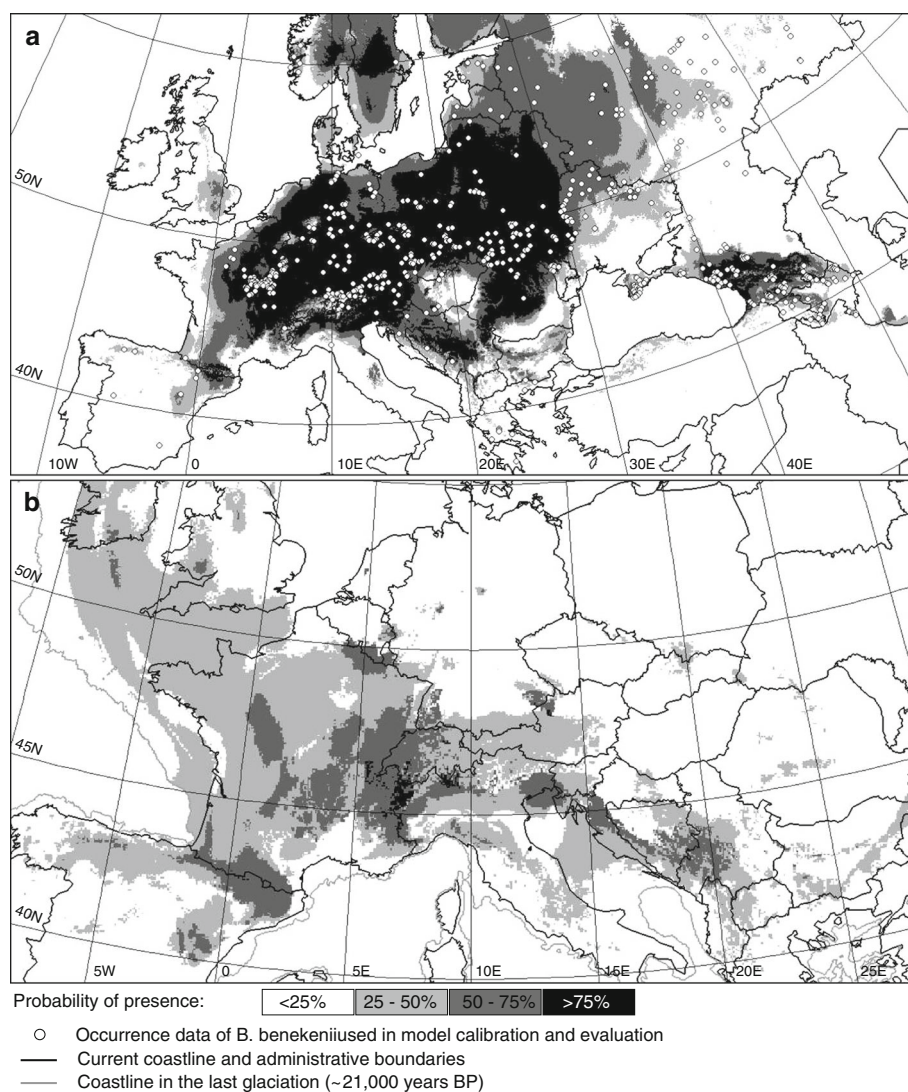 a
50N
40N
10W
0
10E
20E
30E
40E
b
50N
45N
40N
5W
0
5E
10E
15E
20E
25E
Probability of presence:
<25%
25 - 50%
50 - 75%
>75%
Occurrence data of B. benekeniiused in model calibration and evaluation
Current coastline and administrative boundaries
Coastline in the last glaciation (~21,000 years BP)